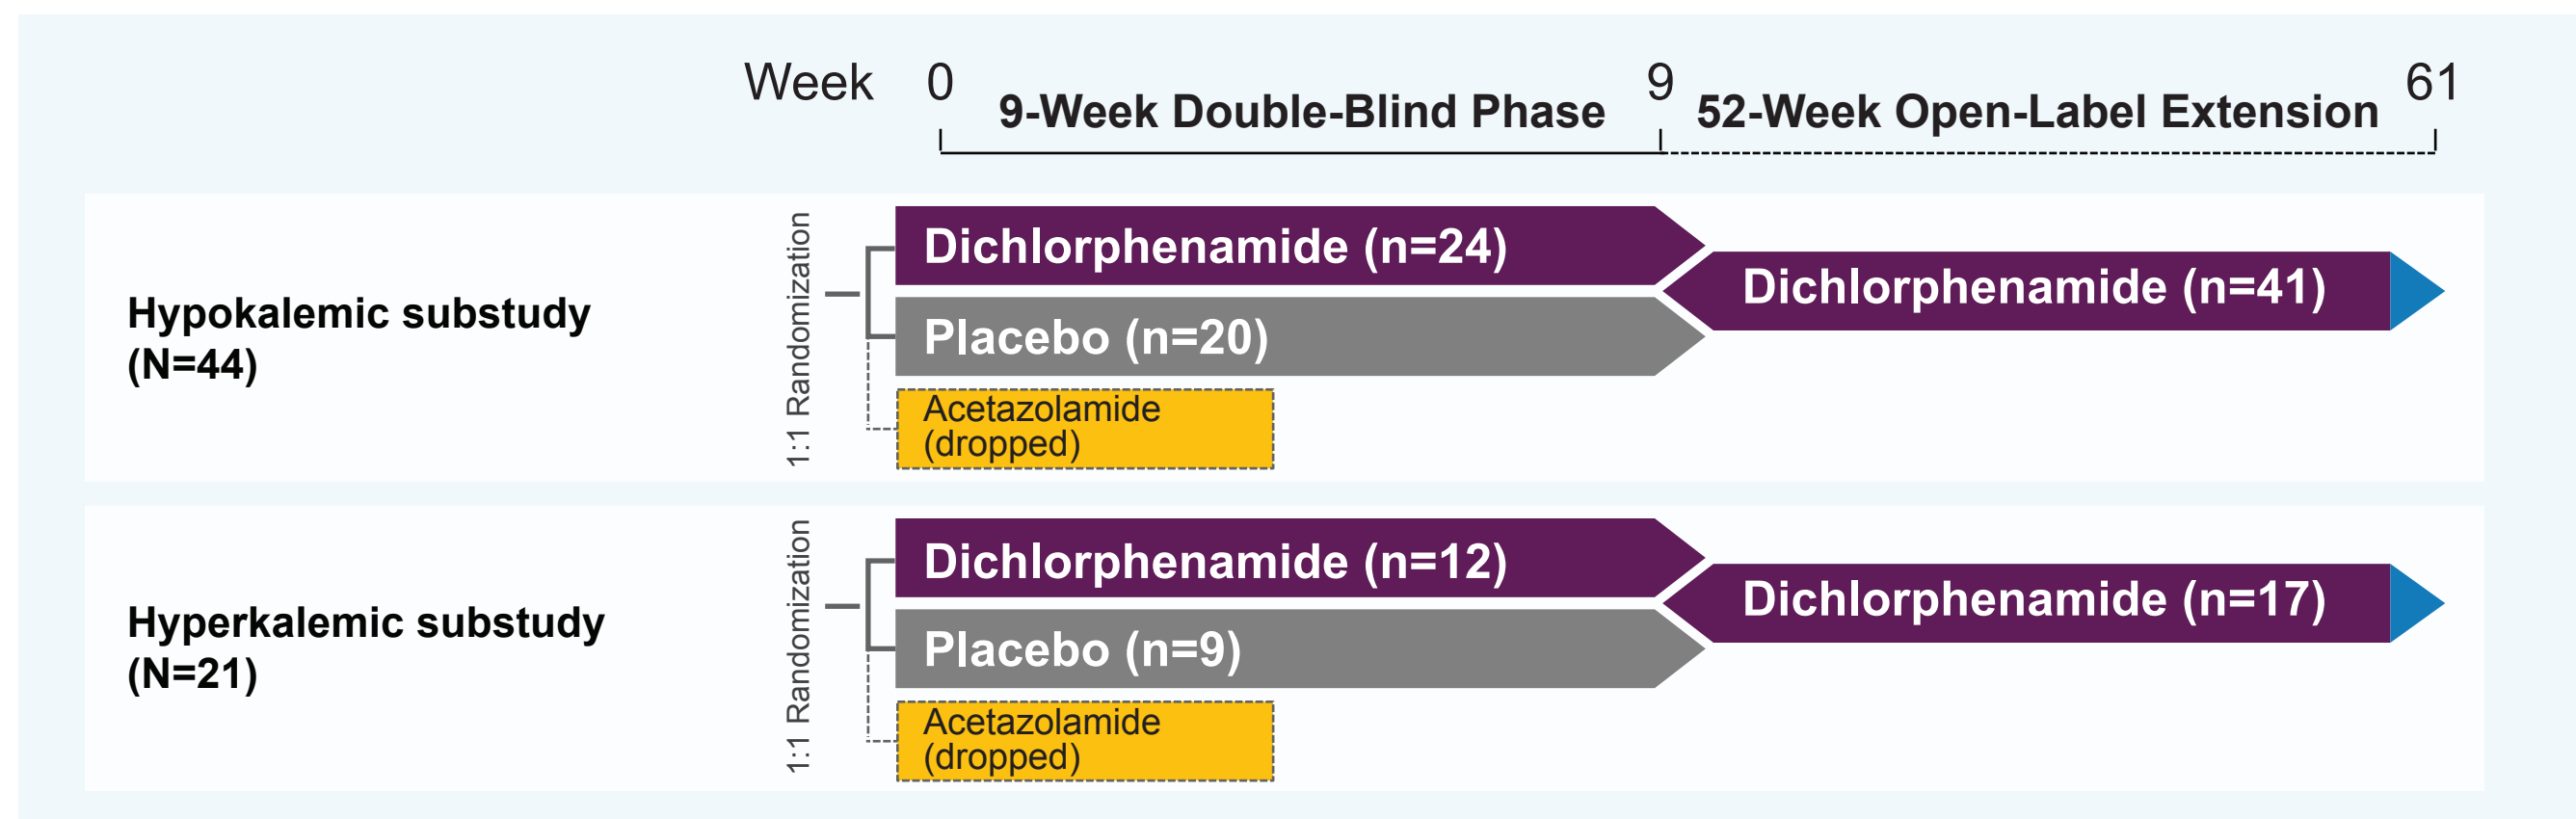 Week 0 9 61
9-Week Double-Blind Phase 52-Week Open-Label Extension
Hypokalemic substudy
(N=44)
1:1 Randomization
Dichlorphenamide (n=24)
Placebo (n=20)
Acetazolamide
(dropped)
Dichlorphenamide (n=41)
Hyperkalemic substudy
(N=21)
1:1 Randomization
Dichlorphenamide (n=12)
Placebo (n=9)
Acetazolamide
(dropped)
Dichlorphenamide (n=17)